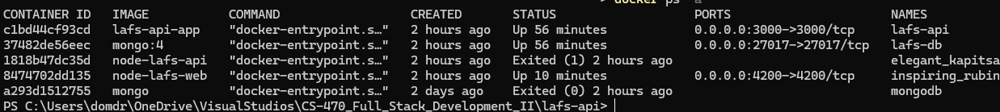 > docker ps -a
CONTAINER ID   IMAGE           COMMAND                  CREATED       STATUS                   PORTS                      NAMES
c1bd44cf93cd   lafs-api-app    "docker-entrypoint.s…"   2 hours ago   Up 56 minutes            0.0.0.0:3000->3000/tcp     lafs-api
37482de56eec   mongo:4         "docker-entrypoint.s…"   2 hours ago   Up 56 minutes            0.0.0.0:27017->27017/tcp   lafs-db
1818b47dc35d   node-lafs-api   "docker-entrypoint.s…"   2 hours ago   Exited (1) 2 hours ago                              elegant_kapitsa
8474702dd135   node-lafs-web   "docker-entrypoint.s…"   2 hours ago   Up 10 minutes            0.0.0.0:4200->4200/tcp     inspiring_rubin
a293d1512755   mongo           "docker-entrypoint.s…"   2 days ago    Exited (0) 2 hours ago                              mongodb
PS C:\Users\domdr\OneDrive\VisualStudios\CS-470_Full_Stack_Development_II\lafs-api>